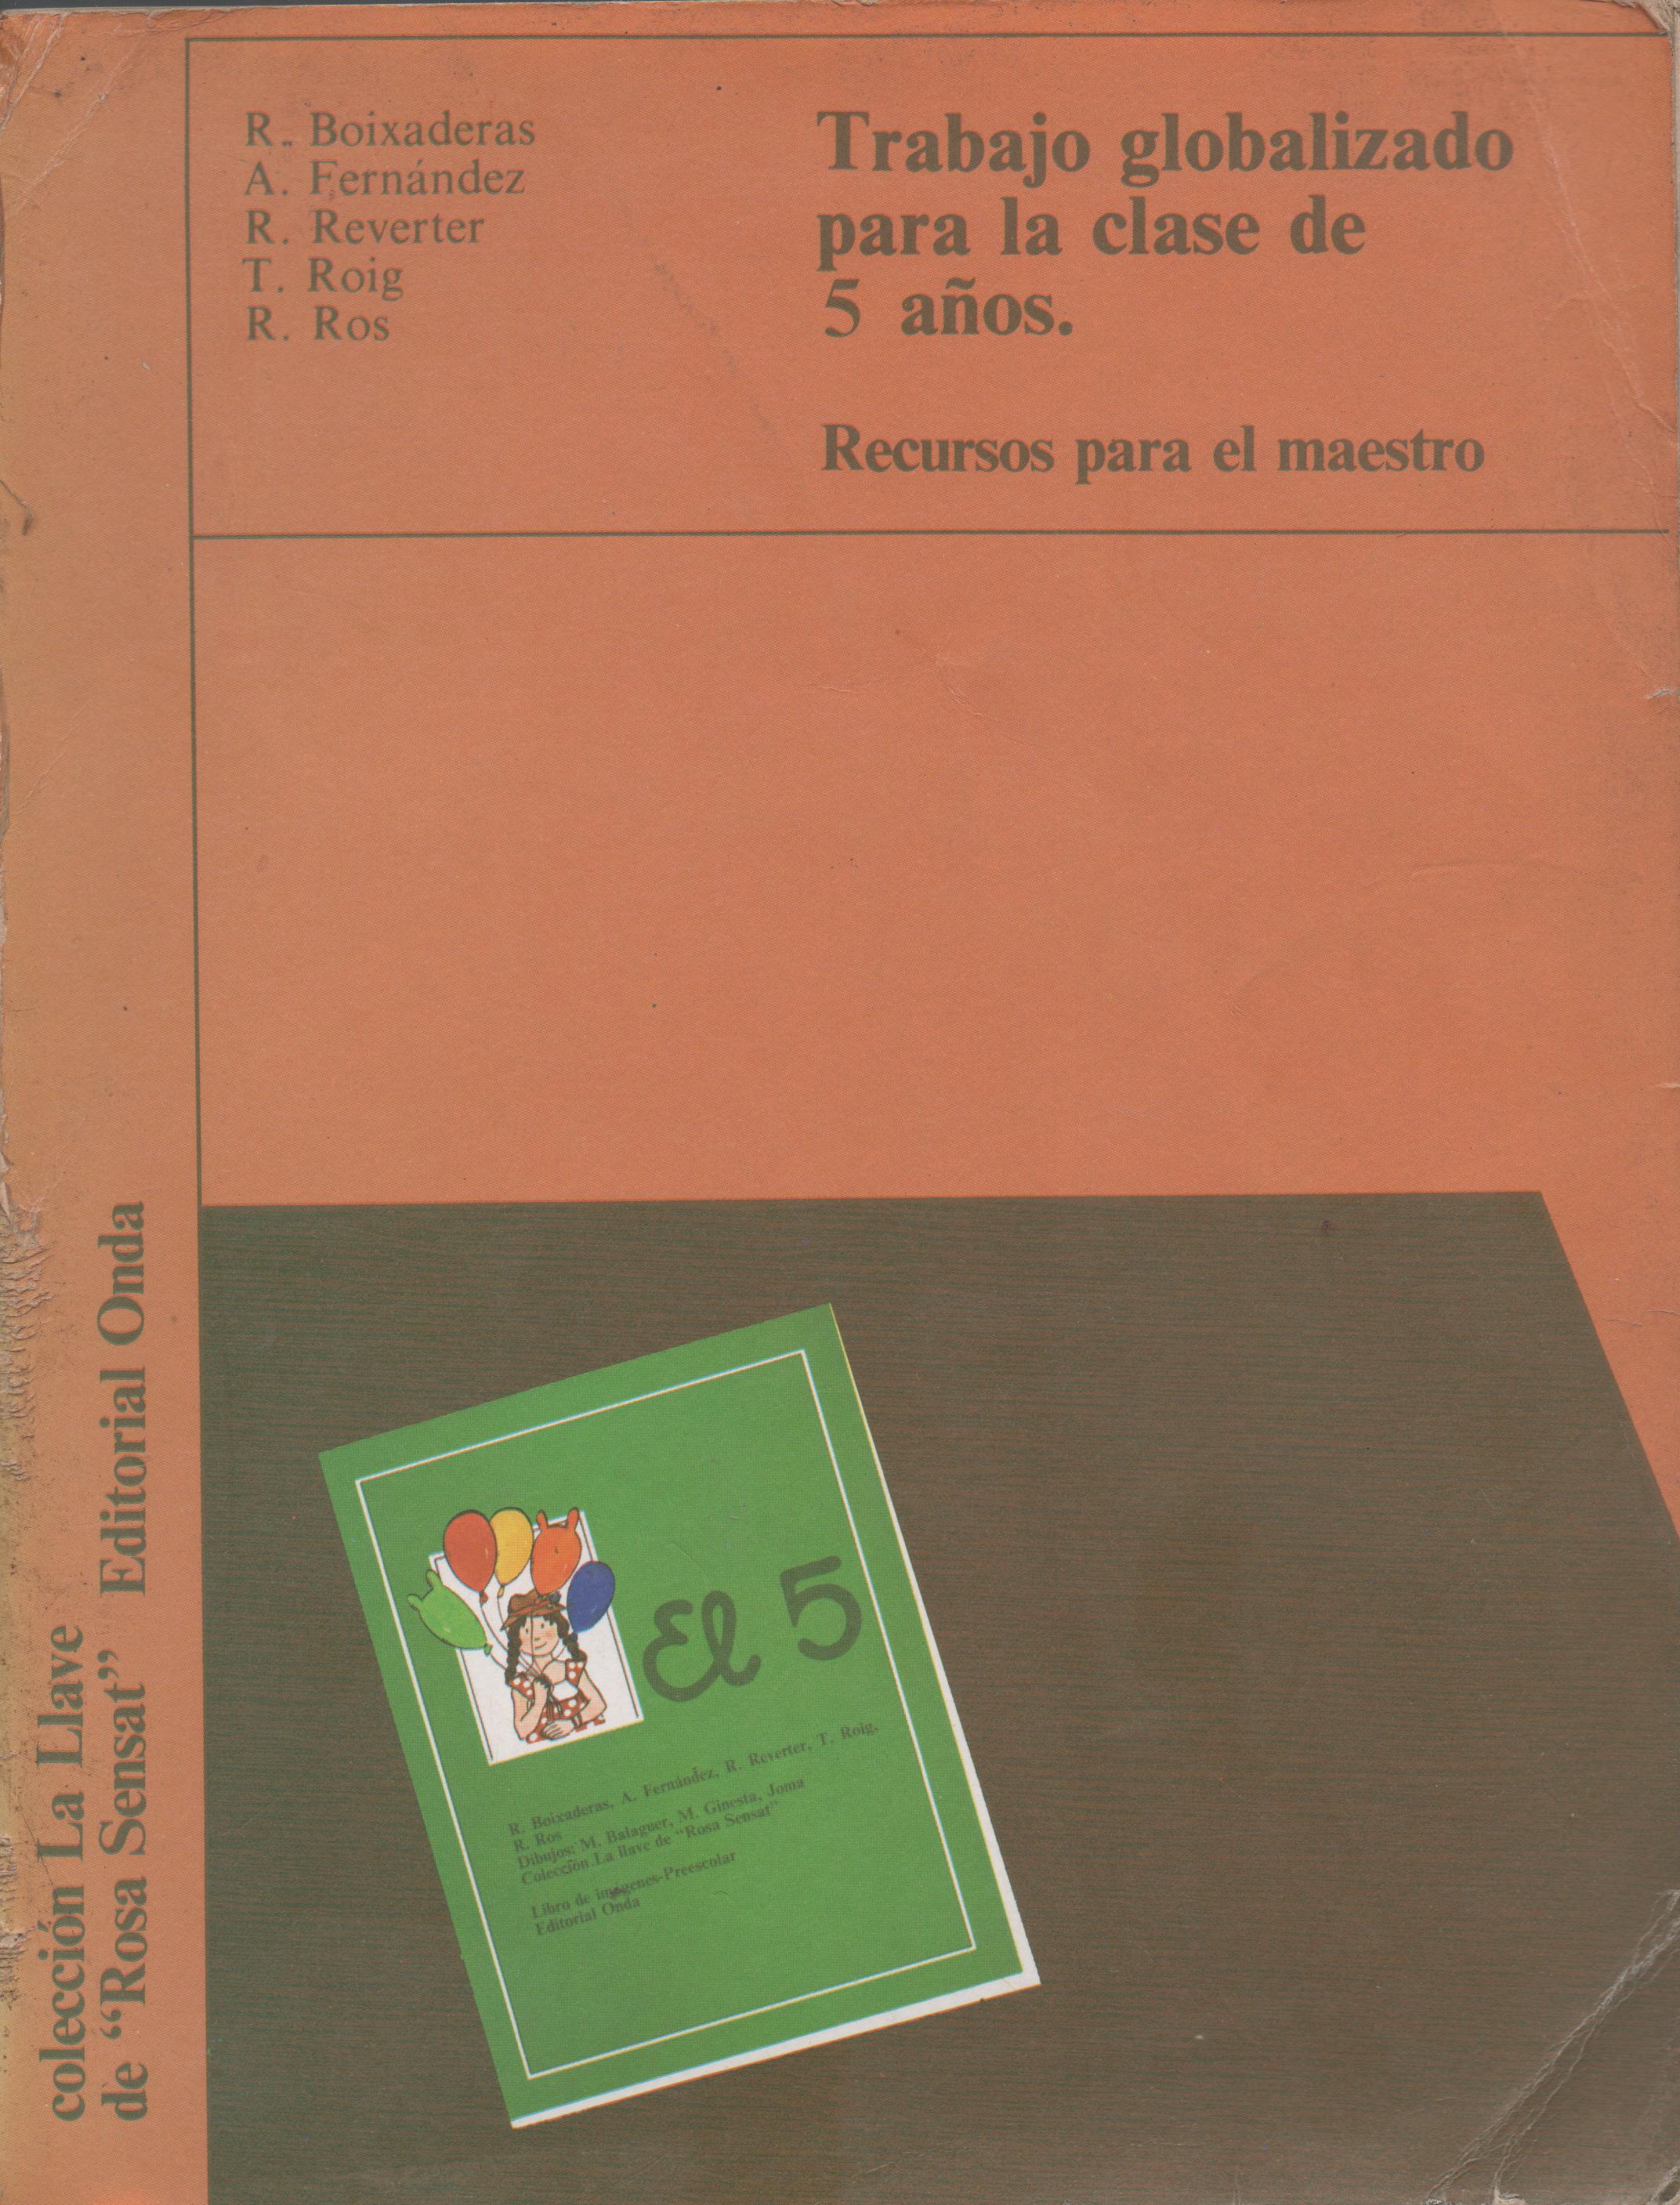 R. Boixaderas
A. Fernández
R. Reverter
T. Roig
R. Ros
Trabajo globalizado
para la clase de
5 años.
Recursos para el maestro
colección La Llave
de “Rosa Sensat” Editorial Onda
El 5
R. Boixaderas, A. Fernández, R. Reverter, T. Roig,
R. Ros
Dibujos: M. Balaguer, M. Ginesta, Joma
Colección La llave de “Rosa Sensat”
Libro de imágenes-Preescolar
Editorial Onda